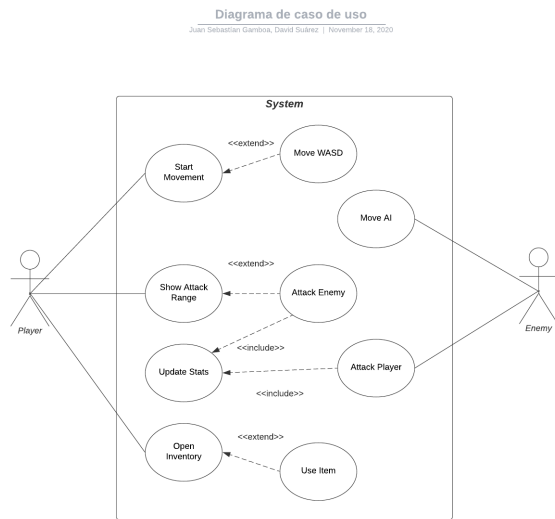 Diagrama de caso de uso
Juan Sebastían Gamboa, David Suárez | November 18, 2020
System
<<extend>>
Move WASD
Start
Movement
Move AI
<<extend>>
Show Attack
Range
Attack Enemy
Player
Enemy
<<include>>
Update Stats
Attack Player
<<include>>
<<extend>>
Open
Inventory
Use Item